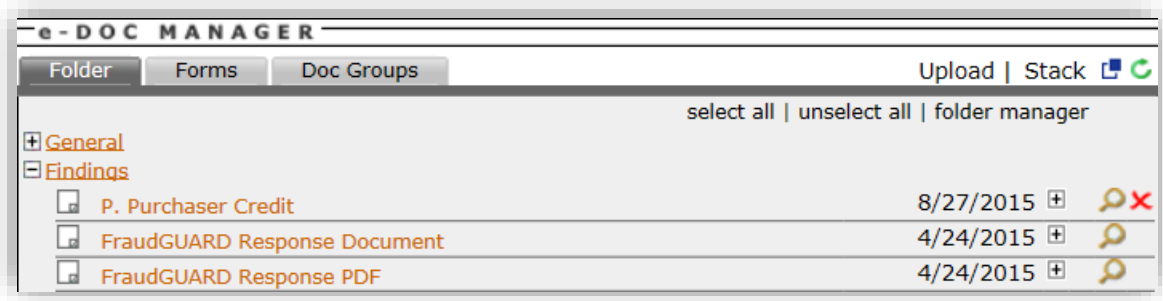 e-DOC MANAGER
Folder Forms Doc Groups Upload | Stack
select all | unselect all | folder manager
General
Findings
P. Purchaser Credit 8/27/2015
FraudGUARD Response Document 4/24/2015
FraudGUARD Response PDF 4/24/2015